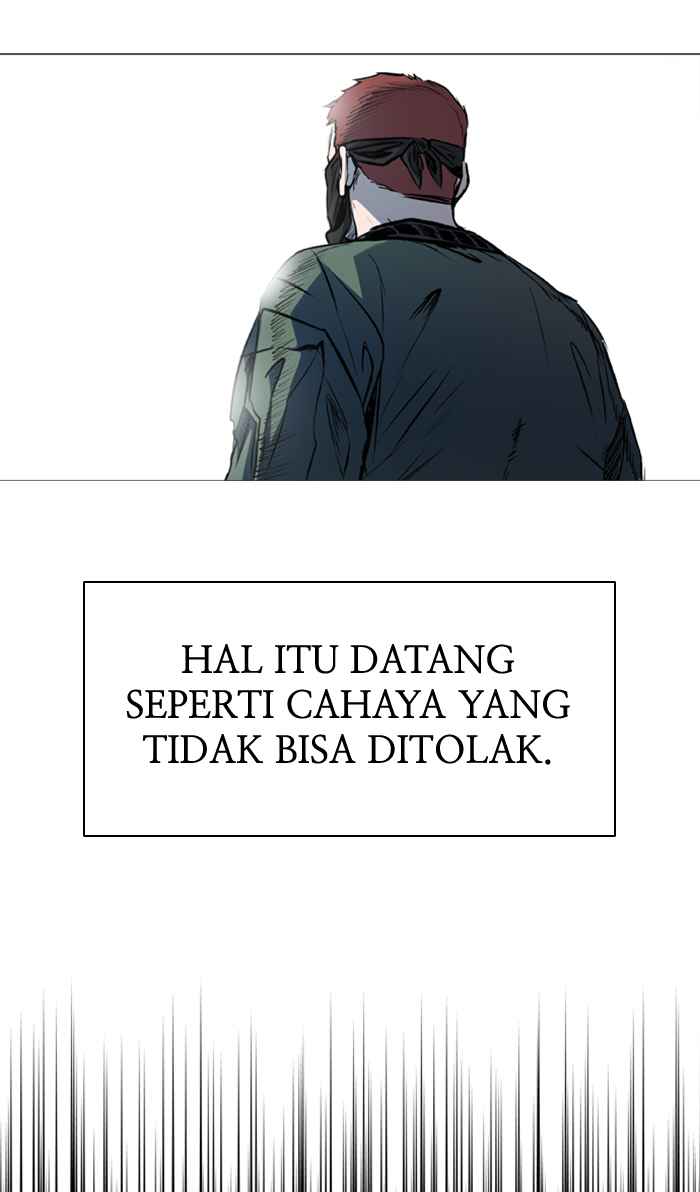 HAL ITU DATANG
SEPERTI CAHAYA YANG
TIDAK BISA DITOLAK.